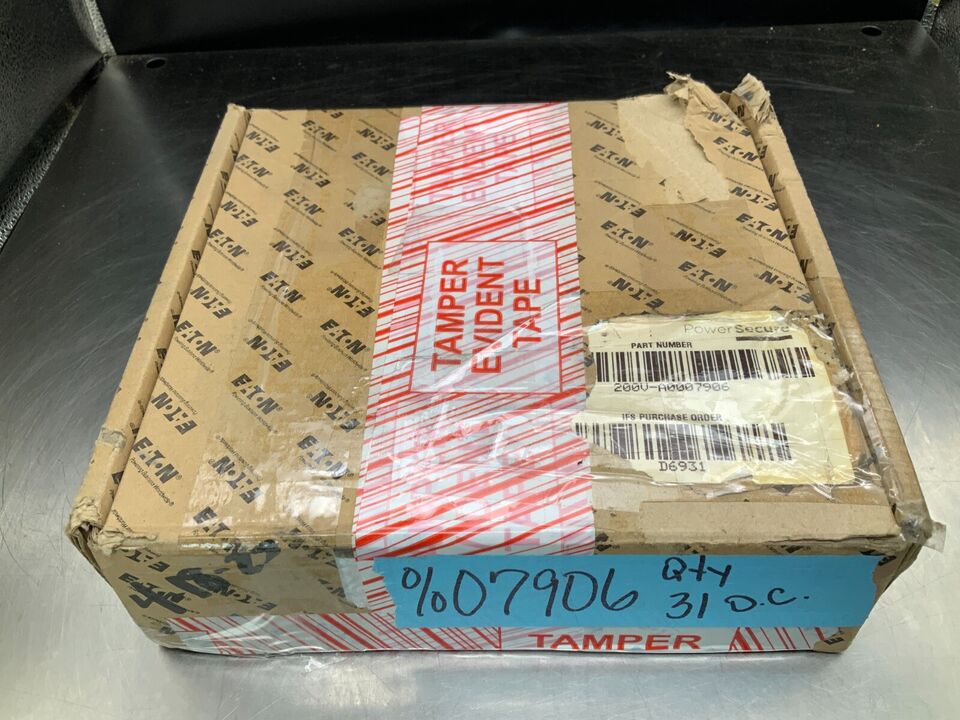 E·T·N
TAMPER
EVIDENT
TAPE
PowerSecure
PART NUMBER
200V-A0007906
IFS PURCHASE ORDER
D6931
%07906 Qty
31 D.C.
TAMPER